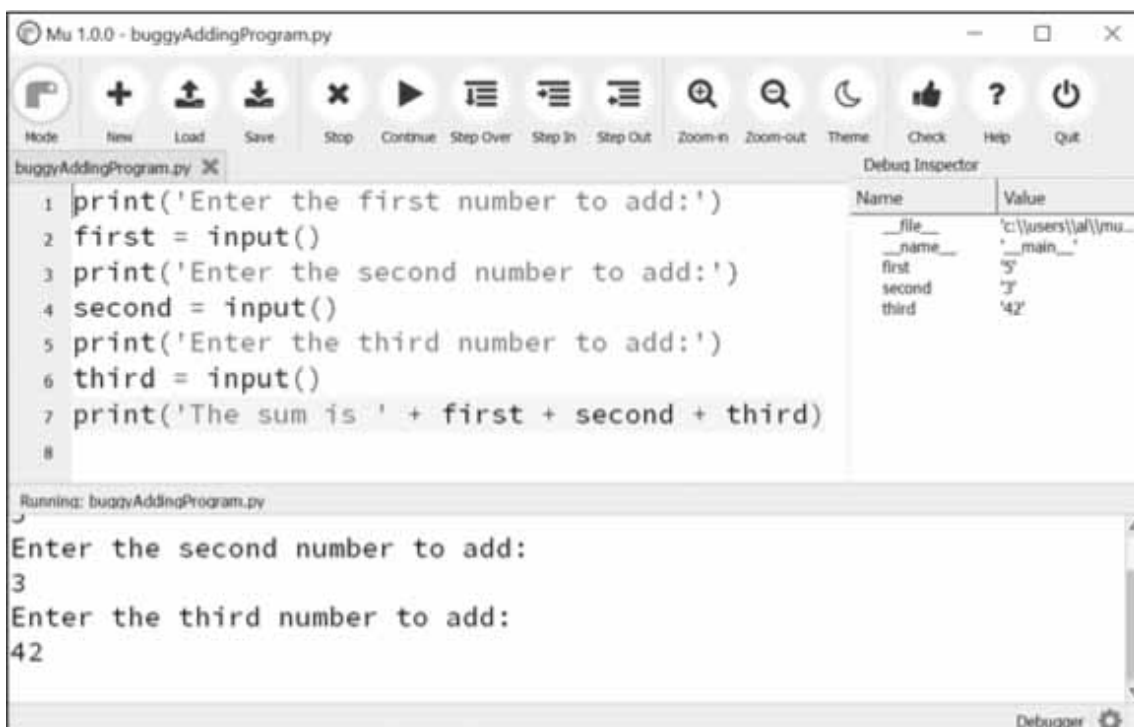 Mu 1.0.0 - buggyAddingProgram.py
Mode New Load Save Stop Continue Step Over Step In Step Out Zoom-in Zoom-out Theme Check Help Quit
buggyAddingProgram.py
Debug Inspector
1 print('Enter the first number to add:')
2 first = input()
3 print('Enter the second number to add:')
4 second = input()
5 print('Enter the third number to add:')
6 third = input()
7 print('The sum is ' + first + second + third)
8
Name Value
__file__ 'c:\\users\\al\\mu...
__name__ '__main__'
first '5'
second '3'
third '42'
Running: buggyAddingProgram.py
Enter the second number to add:
3
Enter the third number to add:
42
Debugger